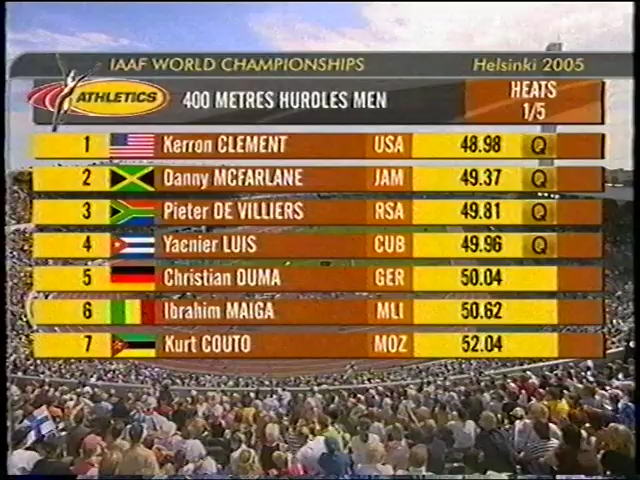 IAAF WORLD CHAMPIONSHIPS Helsinki 2005
ATHLETICS 400 METRES HURDLES MEN HEATS 1/5
1 Kerron CLEMENT USA 48.98 Q
2 Danny MCFARLANE JAM 49.37 Q
3 Pieter DE VILLIERS RSA 49.81 Q
4 Yacnier LUIS CUB 49.96 Q
5 Christian DUMA GER 50.04
6 Ibrahim MAIGA MLI 50.62
7 Kurt COUTO MOZ 52.04